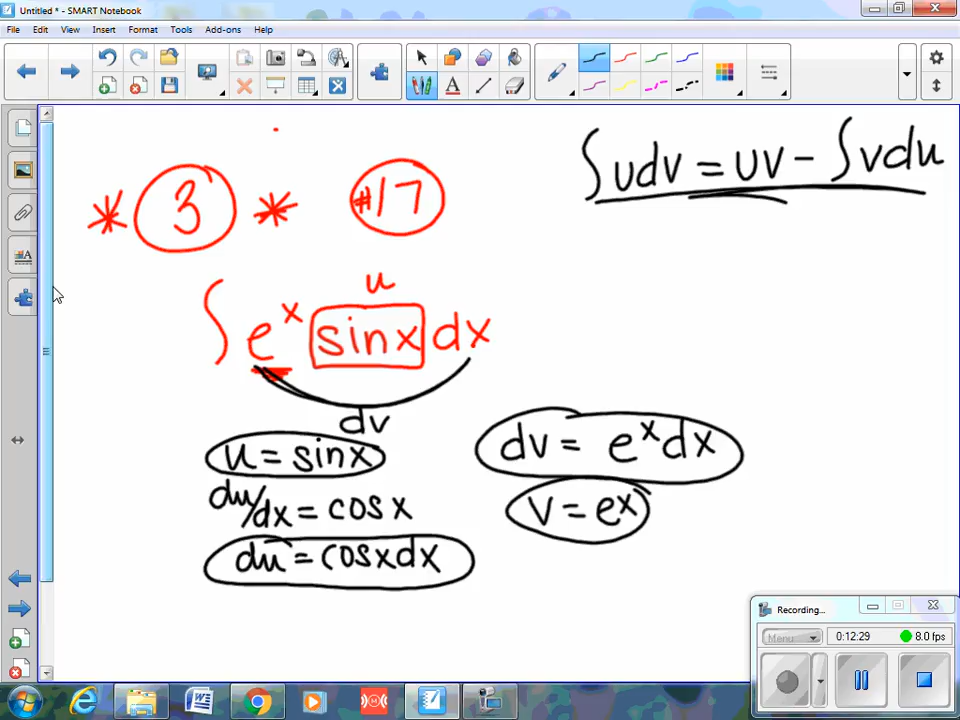 Untitled * - SMART Notebook
File Edit View Insert Format Tools Add-ons Help
∫udv = uv - ∫vdu
* 3 * #17
u
∫e^x sinx dx
dv
u = sinx
dv = e^x dx
du/dx = cosx
v = e^x
du = cosxdx
Recording...
Menu
0:12:29
8.0 fps